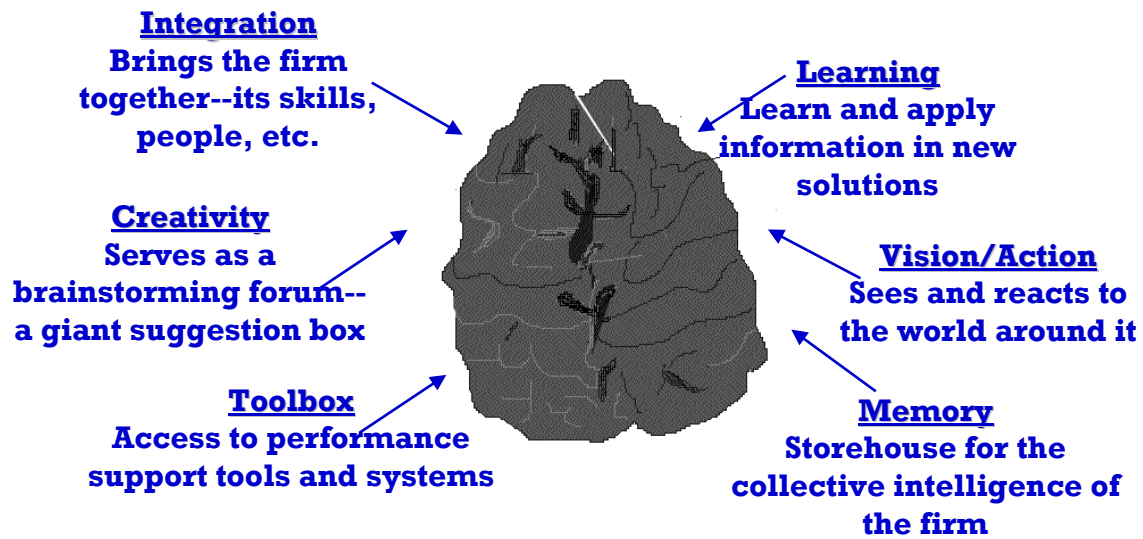 Integration
Brings the firm
together--its skills,
people, etc.
Learning
Learn and apply
information in new
solutions
Creativity
Serves as a
brainstorming forum--
a giant suggestion box
Vision/Action
Sees and reacts to
the world around it
Toolbox
Access to performance
support tools and systems
Memory
Storehouse for the
collective intelligence of
the firm